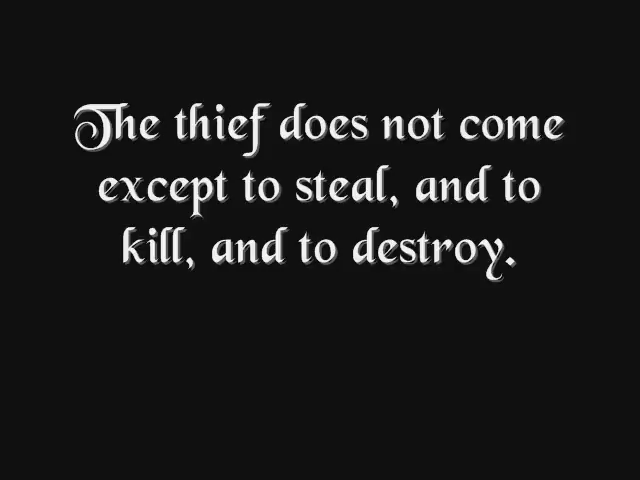 The thief does not come
except to steal, and to
kill, and to destroy.